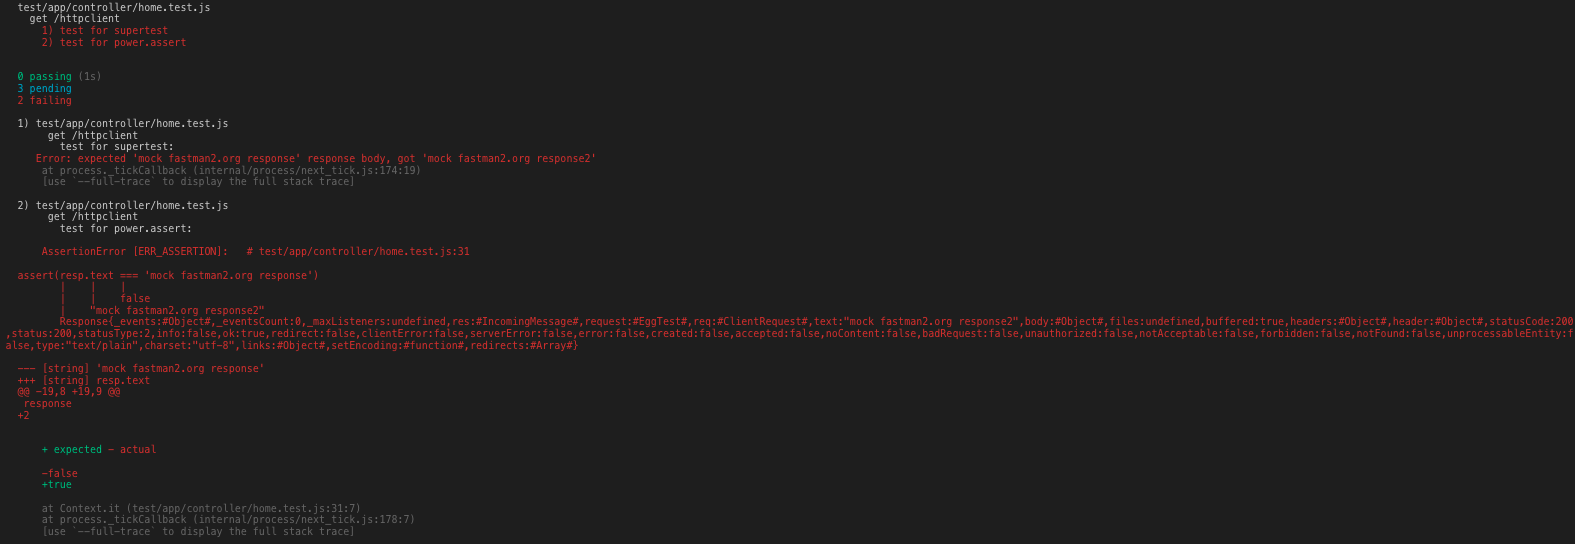 test/app/controller/home.test.js
get /httpclient
1) test for supertest
2) test for power.assert
0 passing (1s)
3 pending
2 failing
1) test/app/controller/home.test.js
get /httpclient
test for supertest:
Error: expected 'mock fastman2.org response' response body, got 'mock fastman2.org response2'
at process._tickCallback (internal/process/next_tick.js:174:19)
[use `--full-trace` to display the full stack trace]
2) test/app/controller/home.test.js
get /httpclient
test for power.assert:
AssertionError [ERR_ASSERTION]:   # test/app/controller/home.test.js:31
assert(resp.text === 'mock fastman2.org response')
|    |    |
|    |    false
|    "mock fastman2.org response2"
Response{_events:#Object#,_eventsCount:0,_maxListeners:undefined,res:#IncomingMessage#,request:#EggTest#,req:#ClientRequest#,text:"mock fastman2.org response2",body:#Object#,files:undefined,buffered:true,headers:#Object#,header:#Object#,statusCode:200
,status:200,statusType:2,info:false,ok:true,redirect:false,clientError:false,serverError:false,error:false,created:false,accepted:false,noContent:false,badRequest:false,unauthorized:false,notAcceptable:false,forbidden:false,notFound:false,unprocessableEntity:f
alse,type:"text/plain",charset:"utf-8",links:#Object#,setEncoding:#function#,redirects:#Array#}
--- [string] 'mock fastman2.org response'
+++ [string] resp.text
@@ -19,8 +19,9 @@
response
+2
+ expected - actual
-false
+true
at Context.it (test/app/controller/home.test.js:31:7)
at process._tickCallback (internal/process/next_tick.js:178:7)
[use `--full-trace` to display the full stack trace]